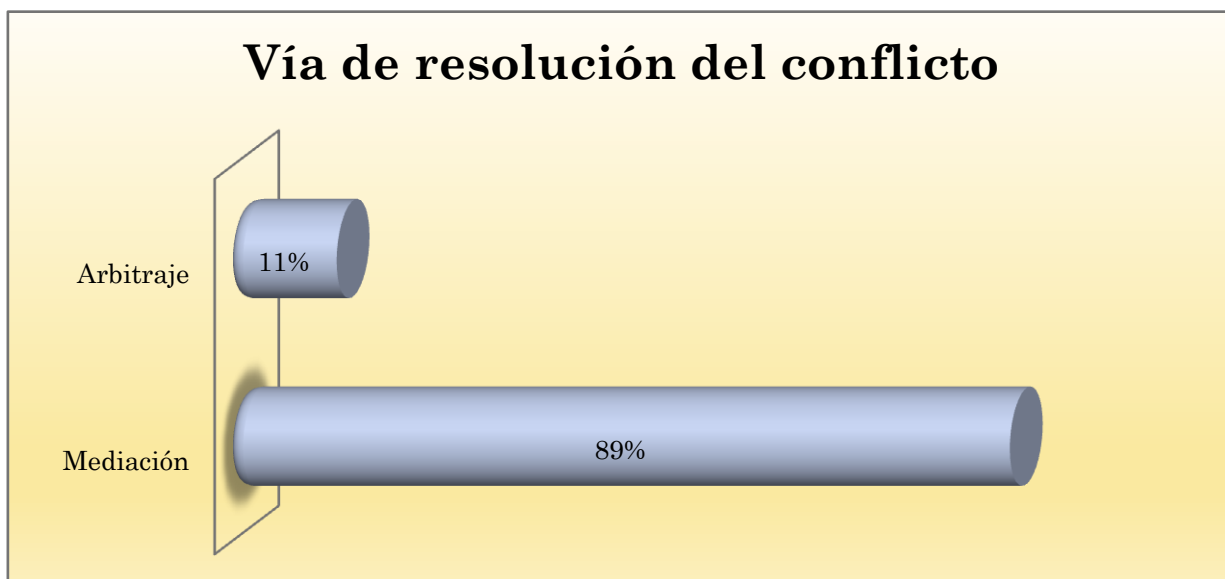 Vía de resolución del conflicto
Arbitraje
11%
Mediación
89%